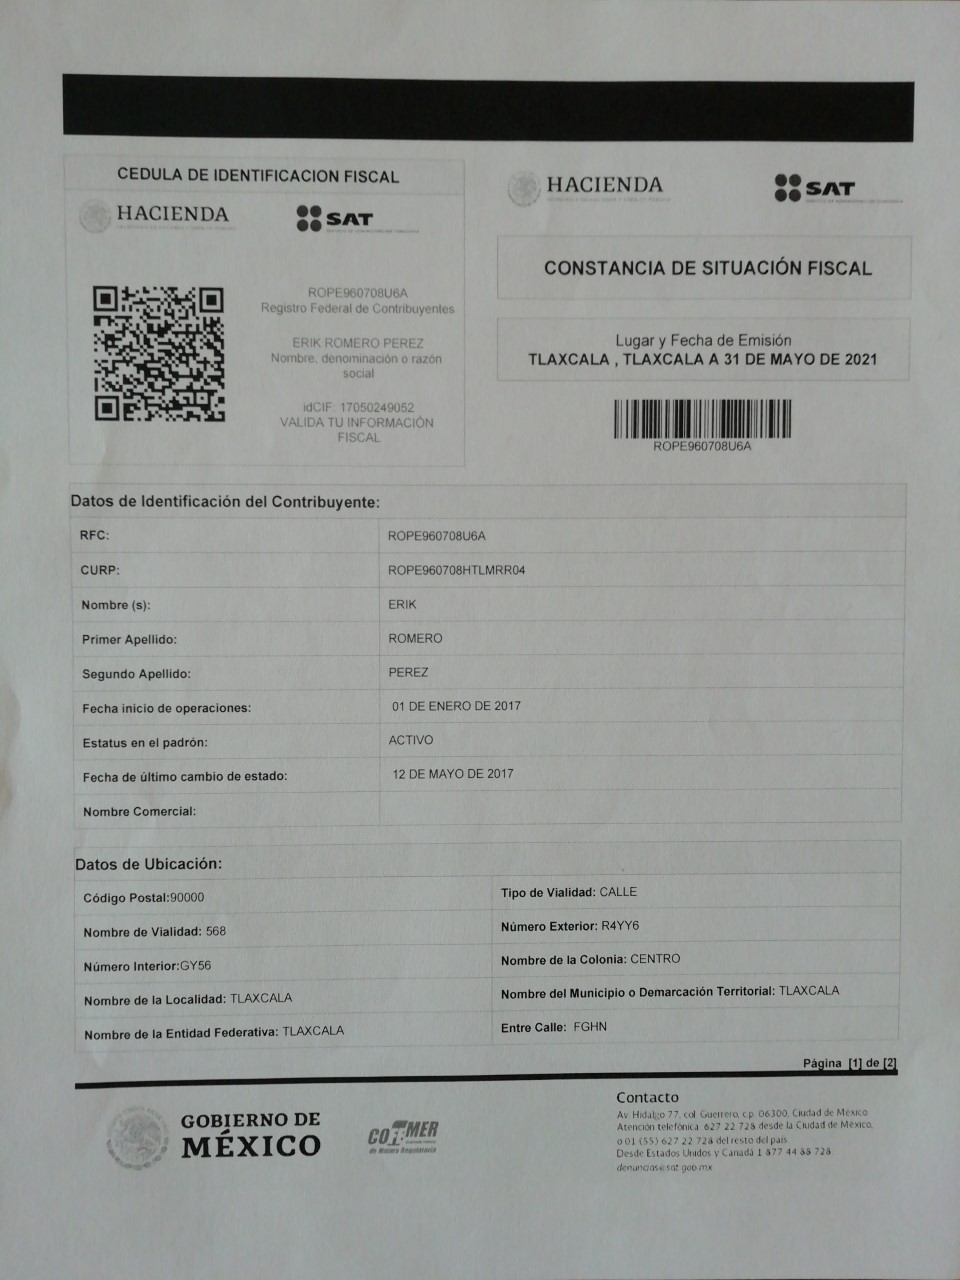 CEDULA DE IDENTIFICACION FISCAL
HACIENDA
SAT
ROPE960708U6A
Registro Federal de Contribuyentes
ERIK ROMERO PEREZ
Nombre, denominación o razón
social
idCIF: 17050249052
VALIDA TU INFORMACIÓN
FISCAL
HACIENDA
SAT
CONSTANCIA DE SITUACIÓN FISCAL
Lugar y Fecha de Emisión
TLAXCALA , TLAXCALA A 31 DE MAYO DE 2021
ROPE960708U6A
Datos de Identificación del Contribuyente:
RFC: ROPE960708U6A
CURP: ROPE960708HTLMRR04
Nombre (s): ERIK
Primer Apellido: ROMERO
Segundo Apellido: PEREZ
Fecha inicio de operaciones: 01 DE ENERO DE 2017
Estatus en el padrón: ACTIVO
Fecha de último cambio de estado: 12 DE MAYO DE 2017
Nombre Comercial:
Datos de Ubicación:
Código Postal:90000 Tipo de Vialidad: CALLE
Nombre de Vialidad: 568 Número Exterior: R4YY6
Número Interior:GY56 Nombre de la Colonia: CENTRO
Nombre de la Localidad: TLAXCALA Nombre del Municipio o Demarcación Territorial: TLAXCALA
Nombre de la Entidad Federativa: TLAXCALA Entre Calle: FGHN
Página [1] de [2]
GOBIERNO DE
MÉXICO
COFEMER
de Mejora Regulatoria
Contacto
Av. Hidalgo 77, col. Guerrero, c.p. 06300, Ciudad de México
Atención telefónica 627 22 728 desde la Ciudad de México,
o 01 (55) 627 22 728 del resto del país
Desde Estados Unidos y Canadá 1 877 44 88 728
denuncias@sat.gob.mx